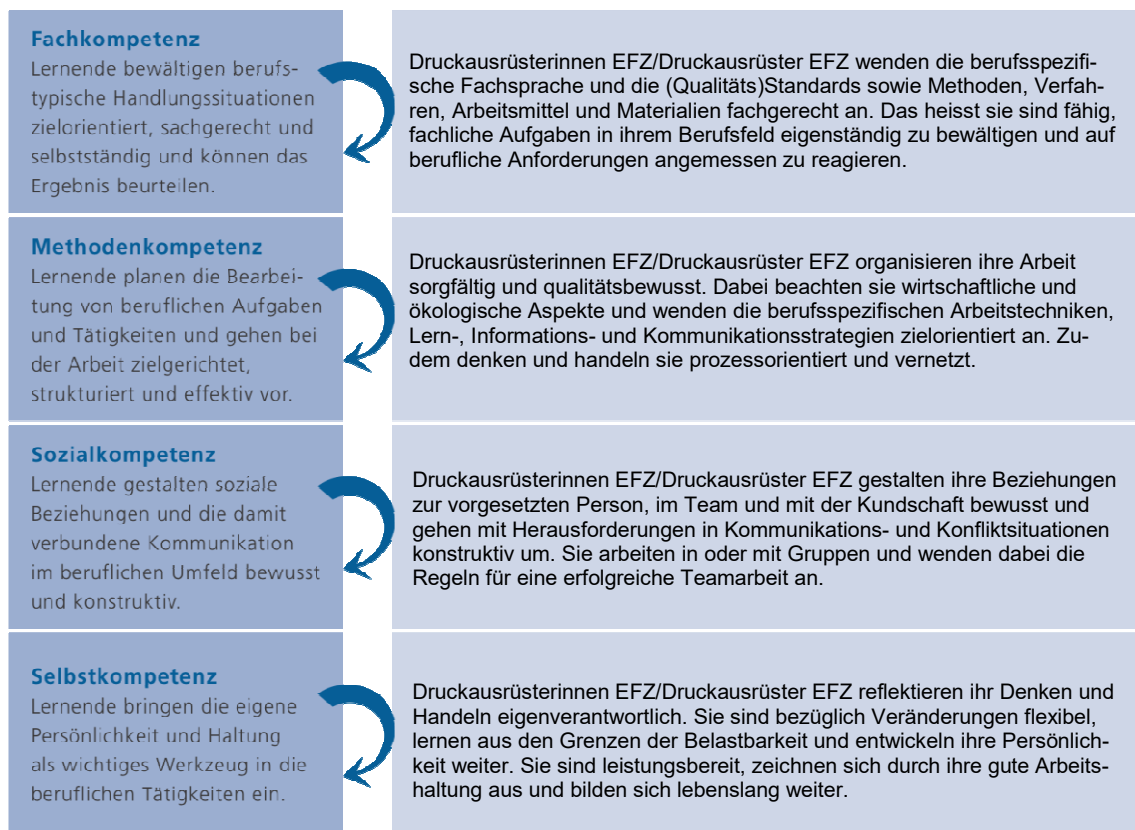 Fachkompetenz
Lernende bewältigen berufs-
typische Handlungssituationen
zielorientiert, sachgerecht und
selbstständig und können das
Ergebnis beurteilen.
Druckausrüsterinnen EFZ/Druckausrüster EFZ wenden die berufsspezifi-
sche Fachsprache und die (Qualitäts)Standards sowie Methoden, Verfah-
ren, Arbeitsmittel und Materialien fachgerecht an. Das heisst sie sind fähig,
fachliche Aufgaben in ihrem Berufsfeld eigenständig zu bewältigen und auf
berufliche Anforderungen angemessen zu reagieren.
Methodenkompetenz
Lernende planen die Bearbei-
tung von beruflichen Aufgaben
und Tätigkeiten und gehen bei
der Arbeit zielgerichtet,
strukturiert und effektiv vor.
Druckausrüsterinnen EFZ/Druckausrüster EFZ organisieren ihre Arbeit
sorgfältig und qualitätsbewusst. Dabei beachten sie wirtschaftliche und
ökologische Aspekte und wenden die berufsspezifischen Arbeitstechniken,
Lern-, Informations- und Kommunikationsstrategien zielorientiert an. Zu-
dem denken und handeln sie prozessorientiert und vernetzt.
Sozialkompetenz
Lernende gestalten soziale
Beziehungen und die damit
verbundene Kommunikation
im beruflichen Umfeld bewusst
und konstruktiv.
Druckausrüsterinnen EFZ/Druckausrüster EFZ gestalten ihre Beziehungen
zur vorgesetzten Person, im Team und mit der Kundschaft bewusst und
gehen mit Herausforderungen in Kommunikations- und Konfliktsituationen
konstruktiv um. Sie arbeiten in oder mit Gruppen und wenden dabei die
Regeln für eine erfolgreiche Teamarbeit an.
Selbstkompetenz
Lernende bringen die eigene
Persönlichkeit und Haltung
als wichtiges Werkzeug in die
beruflichen Tätigkeiten ein.
Druckausrüsterinnen EFZ/Druckausrüster EFZ reflektieren ihr Denken und
Handeln eigenverantwortlich. Sie sind bezüglich Veränderungen flexibel,
lernen aus den Grenzen der Belastbarkeit und entwickeln ihre Persönlich-
keit weiter. Sie sind leistungsbereit, zeichnen sich durch ihre gute Arbeits-
haltung aus und bilden sich lebenslang weiter.